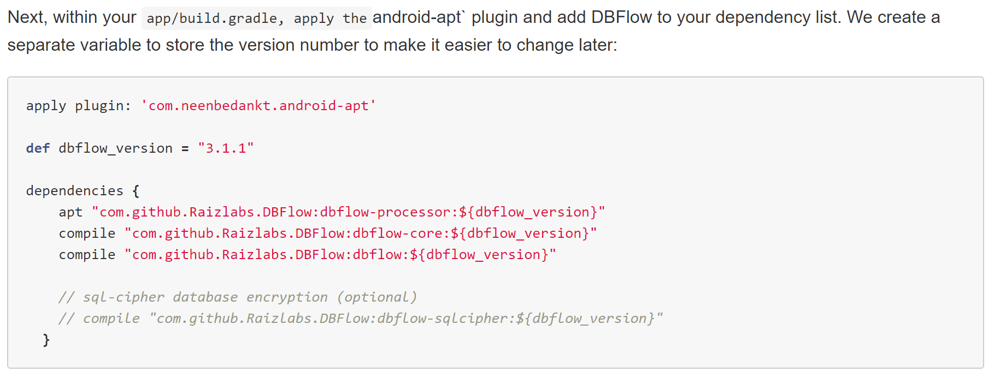 Next, within your app/build.gradle, apply the android-apt` plugin and add DBFlow to your dependency list. We create a
separate variable to store the version number to make it easier to change later:
apply plugin: 'com.neenbedankt.android-apt'
def dbflow_version = "3.1.1"
dependencies {
    apt "com.github.Raizlabs.DBFlow:dbflow-processor:${dbflow_version}"
    compile "com.github.Raizlabs.DBFlow:dbflow-core:${dbflow_version}"
    compile "com.github.Raizlabs.DBFlow:dbflow:${dbflow_version}"
    // sql-cipher database encryption (optional)
    // compile "com.github.Raizlabs.DBFlow:dbflow-sqlcipher:${dbflow_version}"
  }